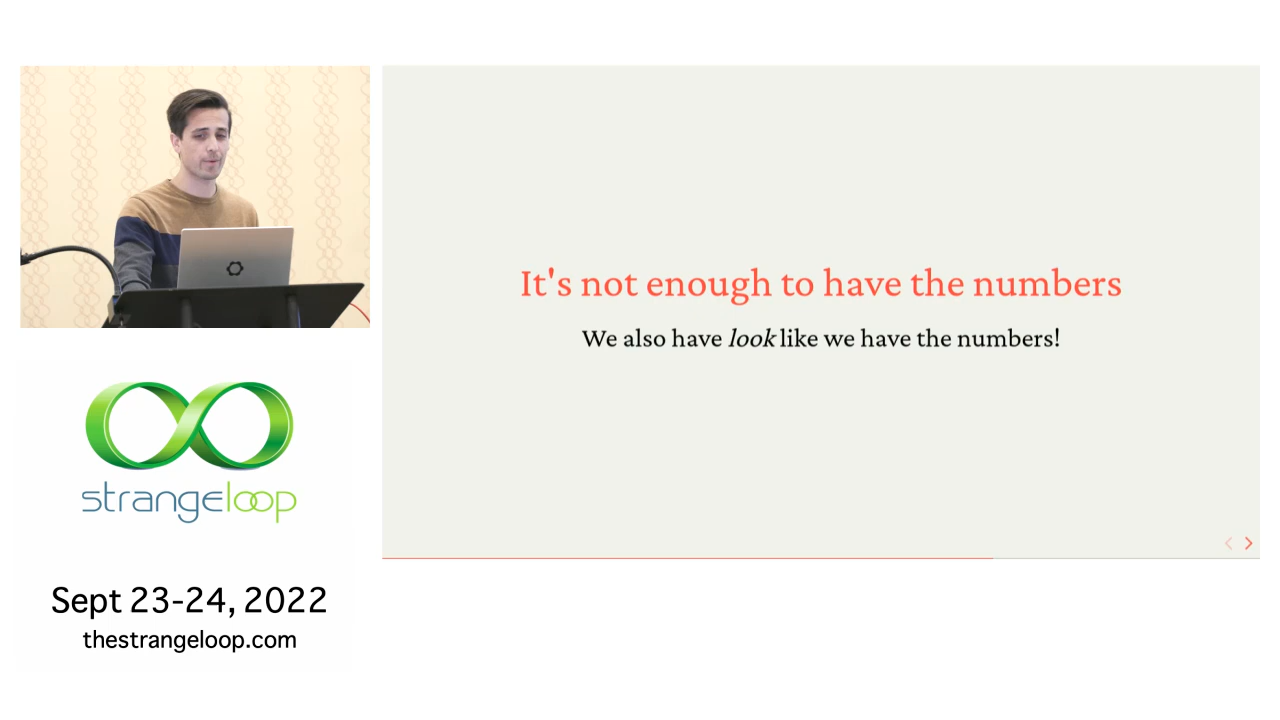 It's not enough to have the numbers
We also have look like we have the numbers!
strangeloop
Sept 23-24, 2022
thestrangeloop.com